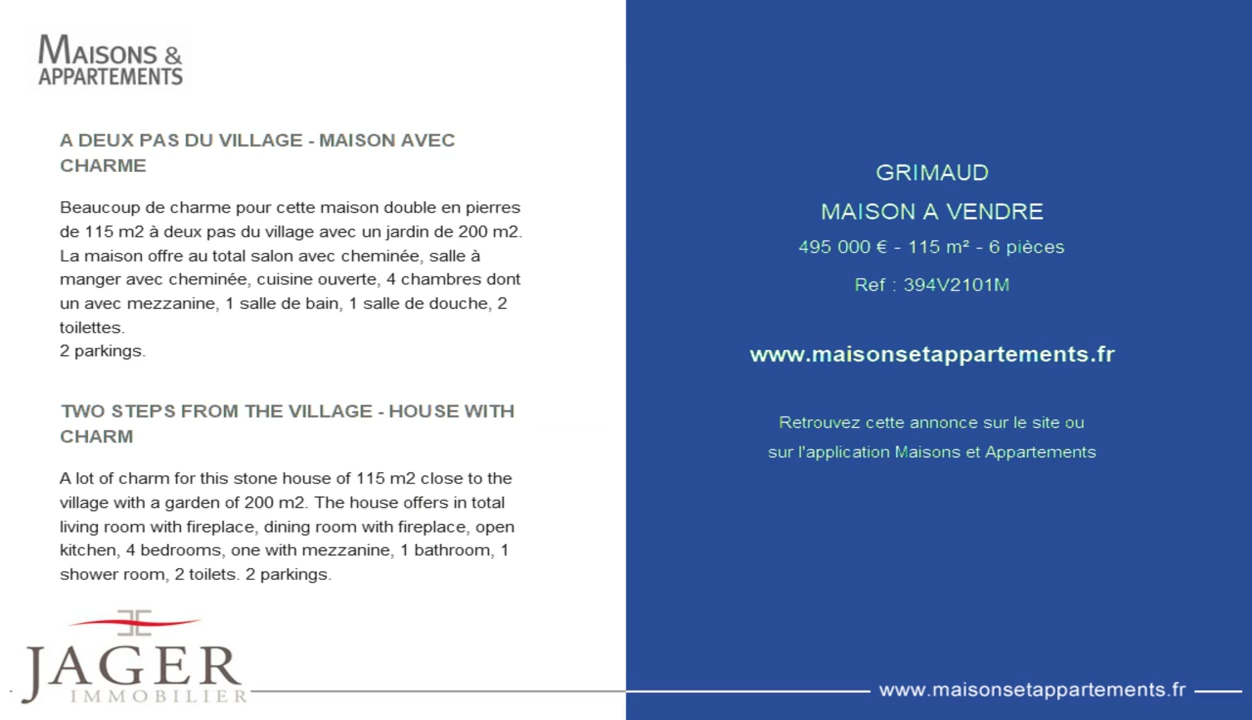 MAISONS &
APPARTEMENTS
A DEUX PAS DU VILLAGE - MAISON AVEC
CHARME
Beaucoup de charme pour cette maison double en pierres
de 115 m2 à deux pas du village avec un jardin de 200 m2.
La maison offre au total salon avec cheminée, salle à
manger avec cheminée, cuisine ouverte, 4 chambres dont
un avec mezzanine, 1 salle de bain, 1 salle de douche, 2
toilettes.
2 parkings.
TWO STEPS FROM THE VILLAGE - HOUSE WITH
CHARM
A lot of charm for this stone house of 115 m2 close to the
village with a garden of 200 m2. The house offers in total
living room with fireplace, dining room with fireplace, open
kitchen, 4 bedrooms, one with mezzanine, 1 bathroom, 1
shower room, 2 toilets. 2 parkings.
JAGER
IMMOBILIER
GRIMAUD
MAISON A VENDRE
495 000 € - 115 m² - 6 pièces
Ref : 394V2101M
www.maisonsetappartements.fr
Retrouvez cette annonce sur le site ou
sur l'application Maisons et Appartements
www.maisonsetappartements.fr